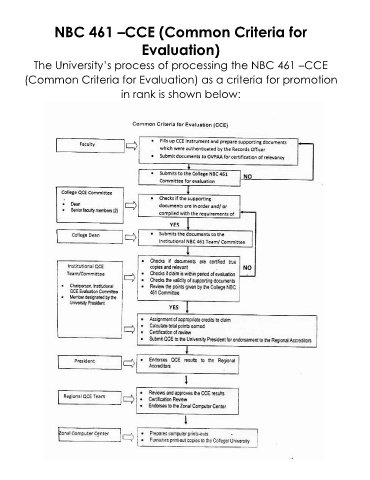 NBC 461 –CCE (Common Criteria for
Evaluation)
The University's process of processing the NBC 461 –CCE
(Common Criteria for Evaluation) as a criteria for promotion
in rank is shown below:
Common Criteria for Evaluation (CCE)
Faculty
• Fills up CCE Instrument and prepare supporting documents
which were authenticated by the Records Officer
• Submit documents to OVPAA for certification of relevancy
• Submits to the College NBC 461
Committee for evaluation
NO
College QCE Committee
• Dean
• Senior faculty members (2)
• Checks if the supporting
documents are in order and/ or
complied with the requirements of
YES
College Dean
• Submits the documents to the
Institutional NBC 461 Team/ Committee
Institutional QCE
Team/Committee
• Chairperson, Institutional
QCE Evaluation Committee
• Member designated by the
University President
• Checks if documents are certified true
copies and relevant
• Checks if claim is within period of evaluation
• Checks the validity of supporting documents
• Review the points given by the College NBC
461 Committee
NO
YES
• Assignment of appropriate credits to claim
• Calculate total points earned
• Certification of review
• Submit QCE to the University President for endorsement to the Regional Accreditors
President
• Endorses QCE results to the Regional
Accreditors
Regional QCE Team
• Reviews and approves the CCE results
• Certification Review
• Endorses to the Zonal Computer Center
Zonal Computer Center
• Prepares computer print-outs
• Furnishes print-out copies to the College/ University